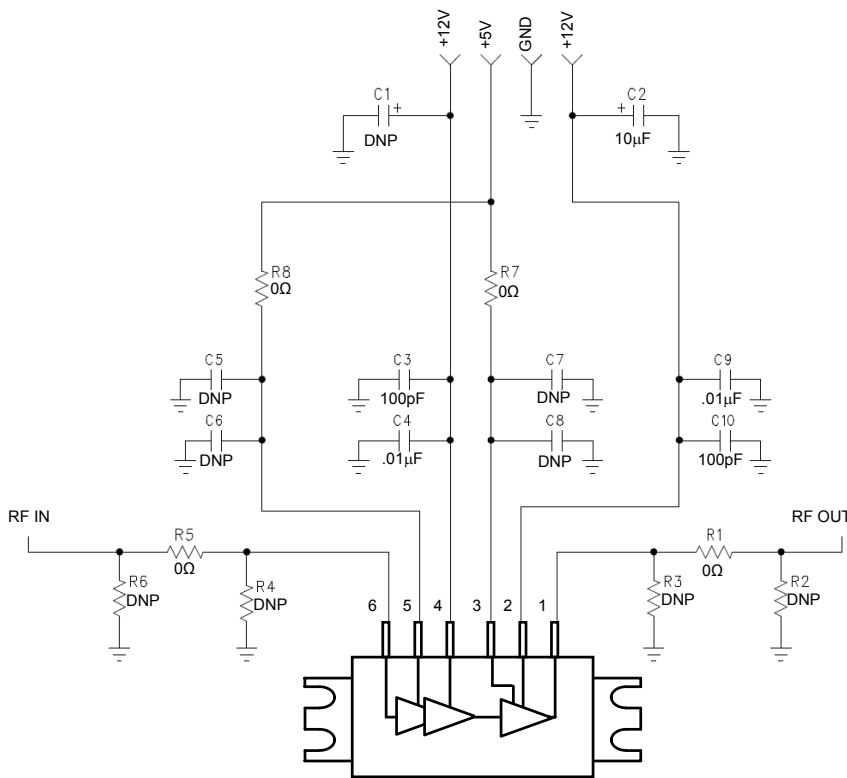 +12V
+5V
GND
+12V
C1
+
DNP
+
C2
10µF
R8
0Ω
R7
0Ω
C5
DNP
C3
100pF
C7
DNP
C9
.01µF
C6
DNP
C4
.01µF
C8
DNP
C10
100pF
RF IN
RF OUT
R5
0Ω
R1
0Ω
R6
DNP
R4
DNP
R3
DNP
R2
DNP
6
5
4
3
2
1